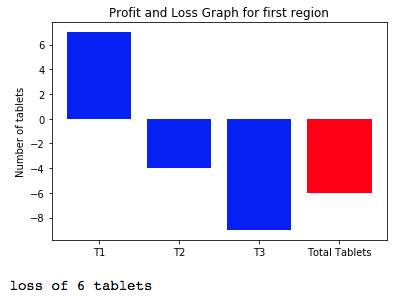 Profit and Loss Graph for first region
Number of tablets
6
4
2
0
−2
−4
−6
−8
T1 T2 T3 Total Tablets
loss of 6 tablets